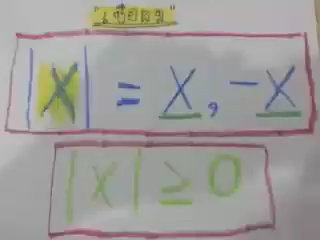 |X| = X, -X
|X| ≥ 0